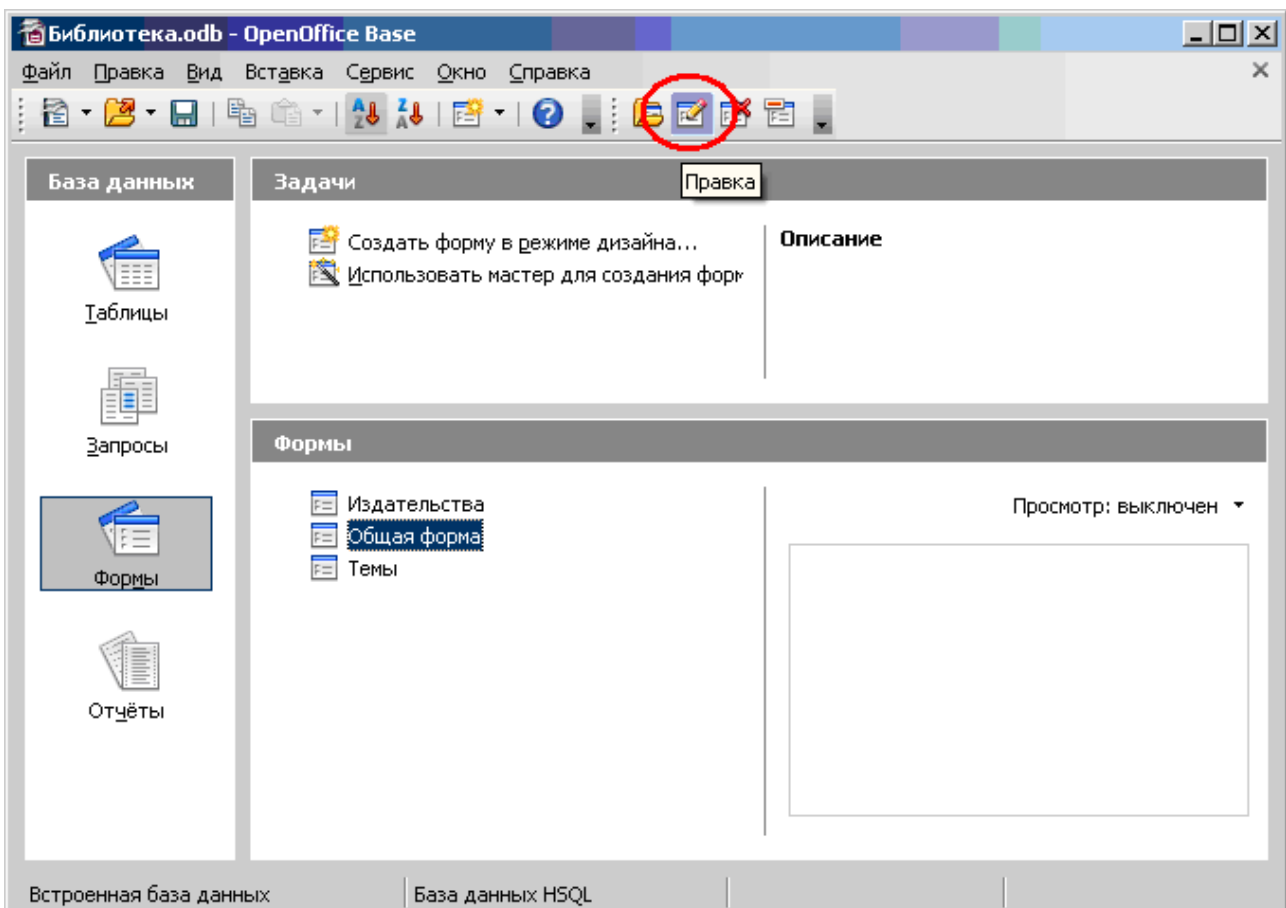 Библиотека.odb - OpenOffice Base
Файл Правка Вид Вставка Сервис Окно Справка
Правка
База данных
Таблицы
Запросы
Формы
Отчёты
Задачи
Создать форму в режиме дизайна...
Использовать мастер для создания форм
Описание
Формы
Издательства
Общая форма
Темы
Просмотр: выключен
Встроенная база данных
База данных HSQL